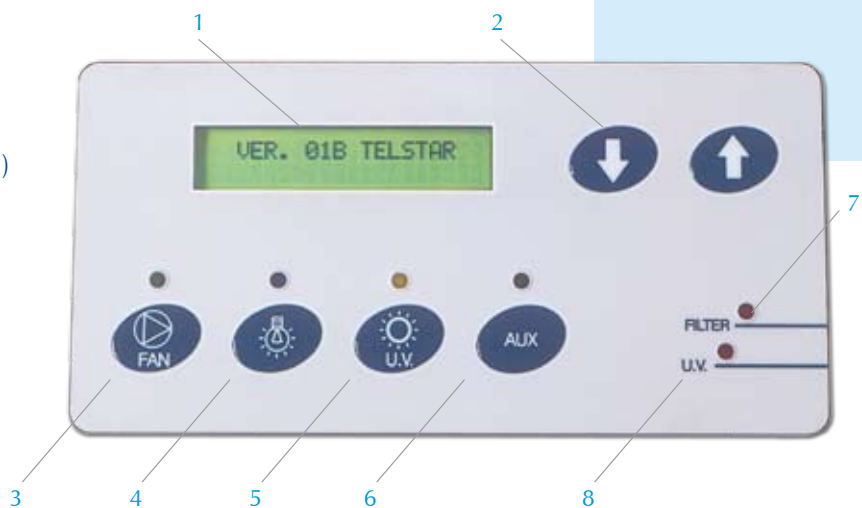 1 2
)
VER. 01B TELSTAR
7
FILTER
FAN U.V. AUX
U.V.
3 4 5 6 8